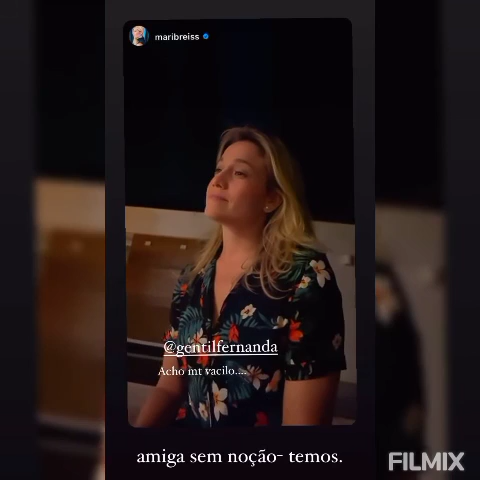 maribreiss
@gentilfernanda
Acho mt vacilo....
amiga sem noção- temos.
FILMIX